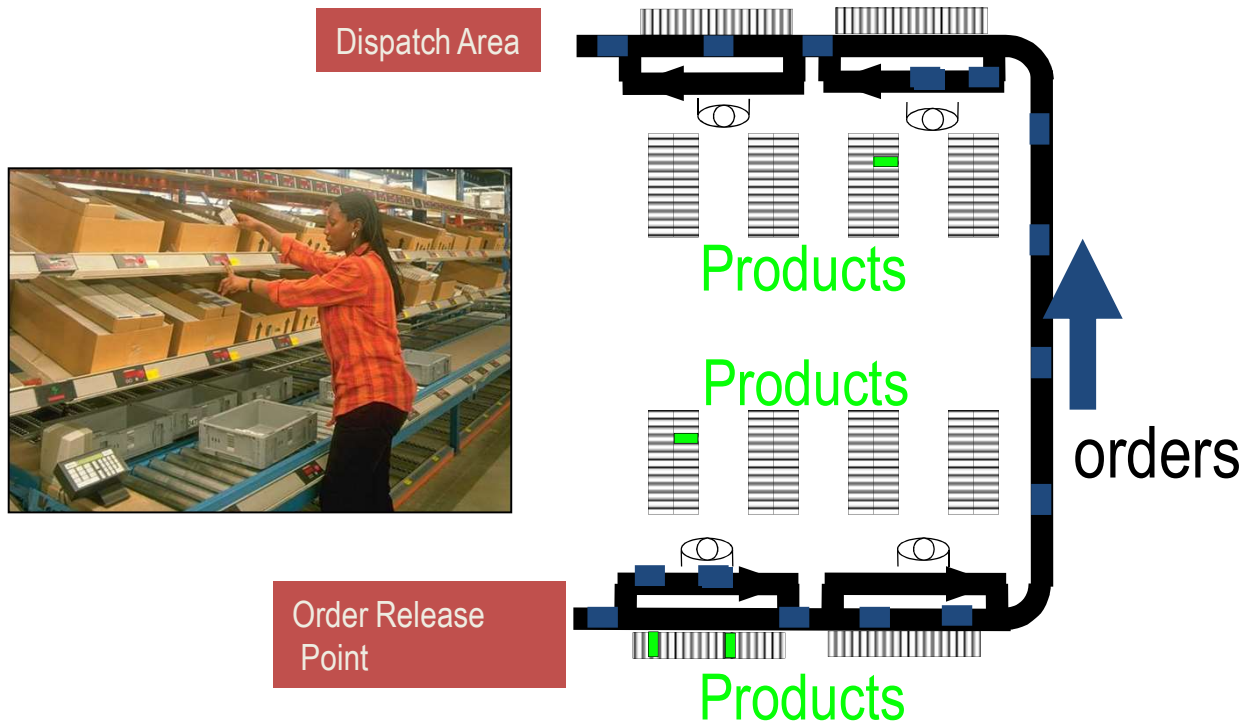 Dispatch Area
Products
Products
orders
Order Release
Point
Products